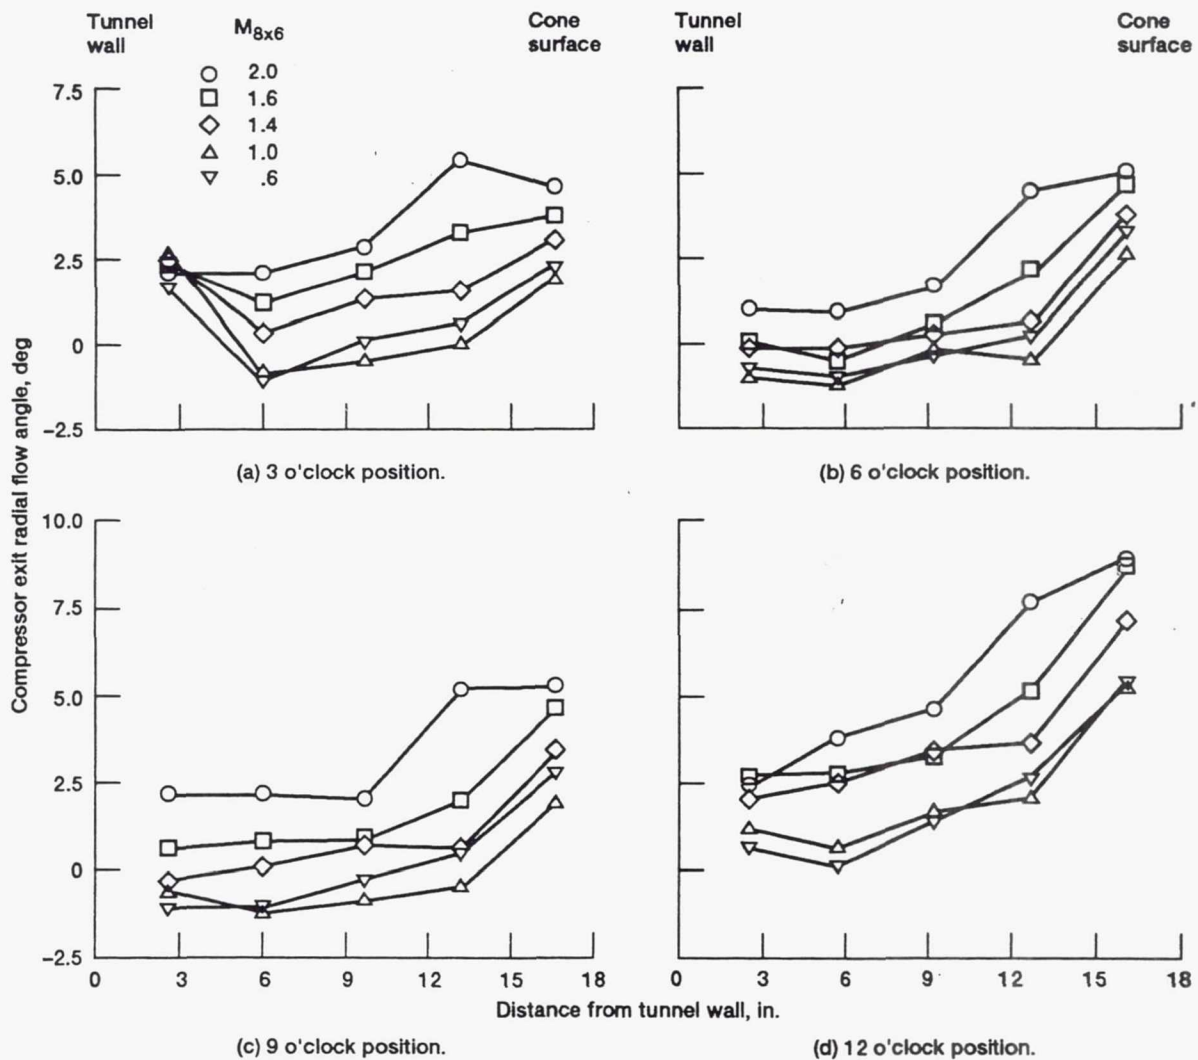 Tunnel wall
M8x6
Cone surface
2.0
1.6
1.4
1.0
.6
7.5
5.0
2.5
0
−2.5
(a) 3 o'clock position.
Tunnel wall
Cone surface
(b) 6 o'clock position.
Compressor exit radial flow angle, deg
10.0
7.5
5.0
2.5
0
−2.5
0 3 6 9 12 15 18
(c) 9 o'clock position.
0 3 6 9 12 15 18
(d) 12 o'clock position.
Distance from tunnel wall, in.